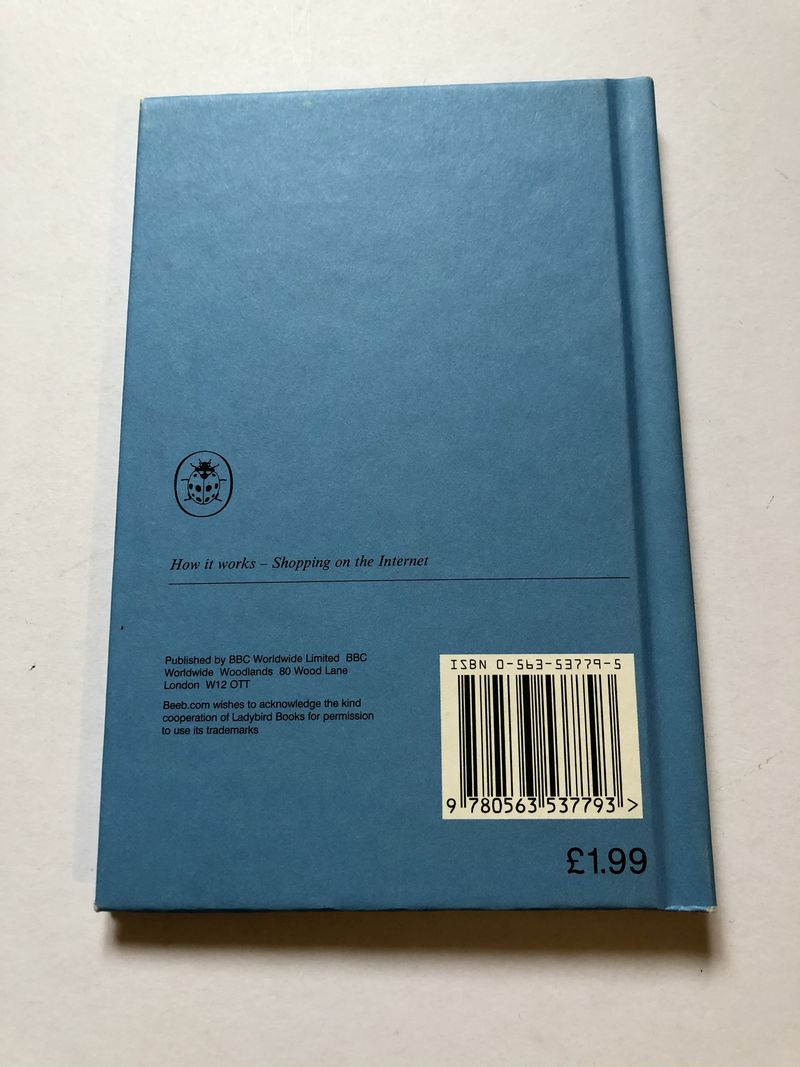 How it works – Shopping on the Internet
Published by BBC Worldwide Limited BBC
Worldwide Woodlands 80 Wood Lane
London W12 OTT
Beeb.com wishes to acknowledge the kind
cooperation of Ladybird Books for permission
to use its trademarks
ISBN 0-563-53779-5
9 780563 537793 >
£1.99